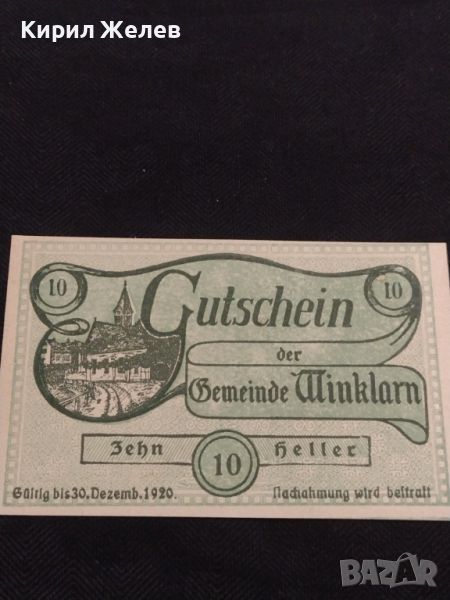 Кирил Желев
10 10
Gutschein
der
Gemeinde Winklarn
Zehn 10 Heller
Gültig bis 30. Dezemb. 1920. Nachahmung wird bestraft
BAZAR